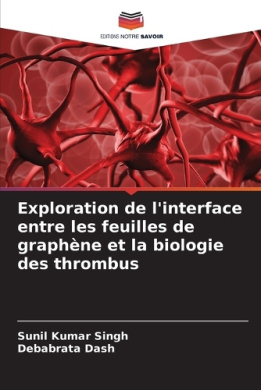 EDITIONS NOTRE SAVOIR
Exploration de l'interface
entre les feuilles de
graphène et la biologie
des thrombus
Sunil Kumar Singh
Debabrata Dash